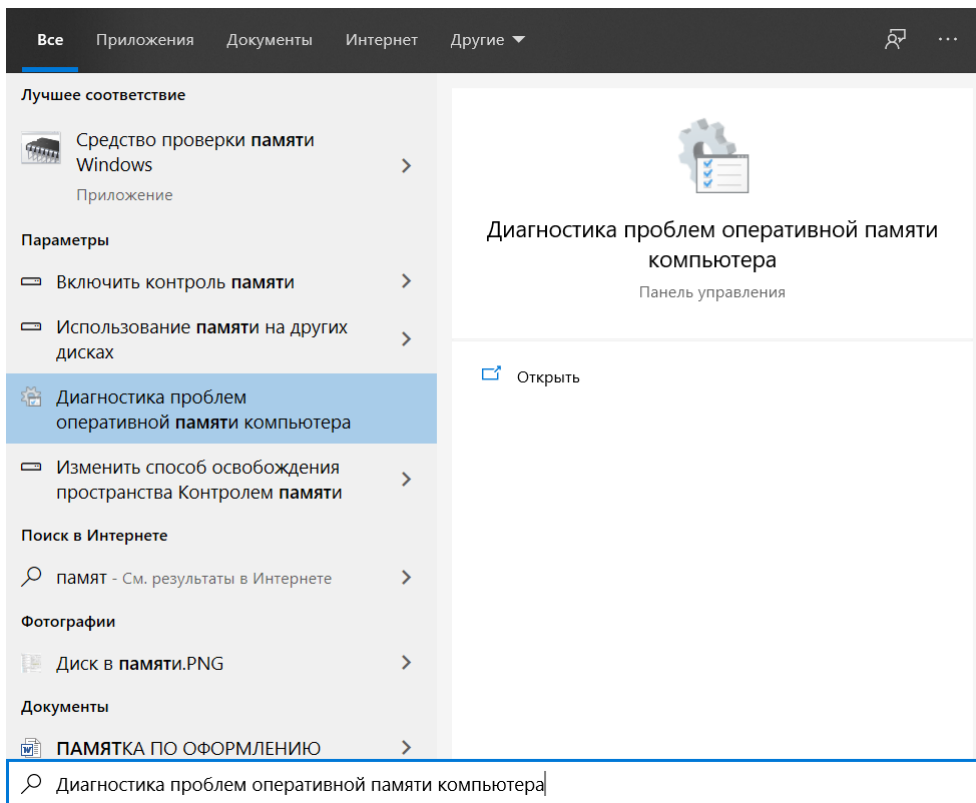 Все Приложения Документы Интернет Другие
Лучшее соответствие
Средство проверки памяти
Windows
Приложение
Параметры
Включить контроль памяти
Использование памяти на других
дисках
Диагностика проблем
оперативной памяти компьютера
Изменить способ освобождения
пространства Контролем памяти
Поиск в Интернете
памят - См. результаты в Интернете
Фотографии
Диск в памяти.PNG
Документы
ПАМЯТКА ПО ОФОРМЛЕНИЮ
Диагностика проблем оперативной памяти
компьютера
Панель управления
Открыть
Диагностика проблем оперативной памяти компьютера